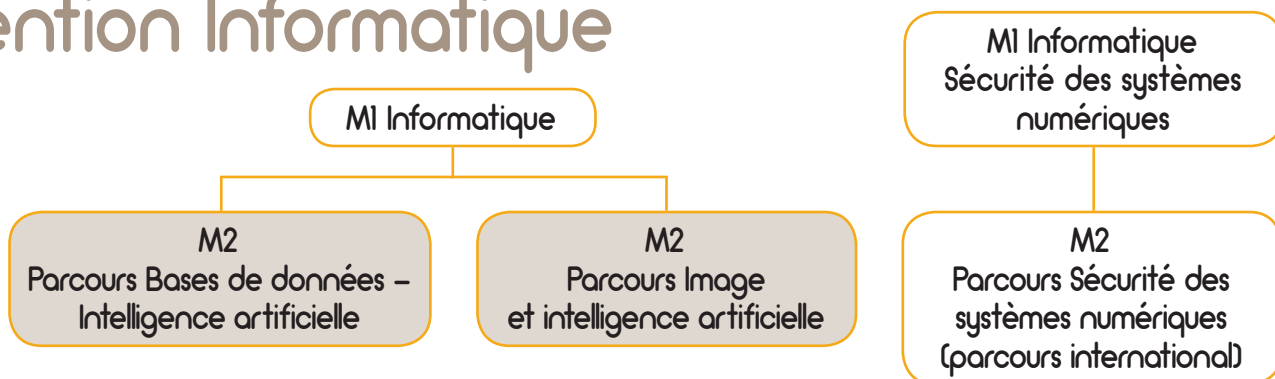 ention Informatique
M1 Informatique
M2
Parcours Bases de données –
Intelligence artificielle
M2
Parcours Image
et intelligence artificielle
M1 Informatique
Sécurité des systèmes
numériques
M2
Parcours Sécurité des
systèmes numériques
(parcours international)